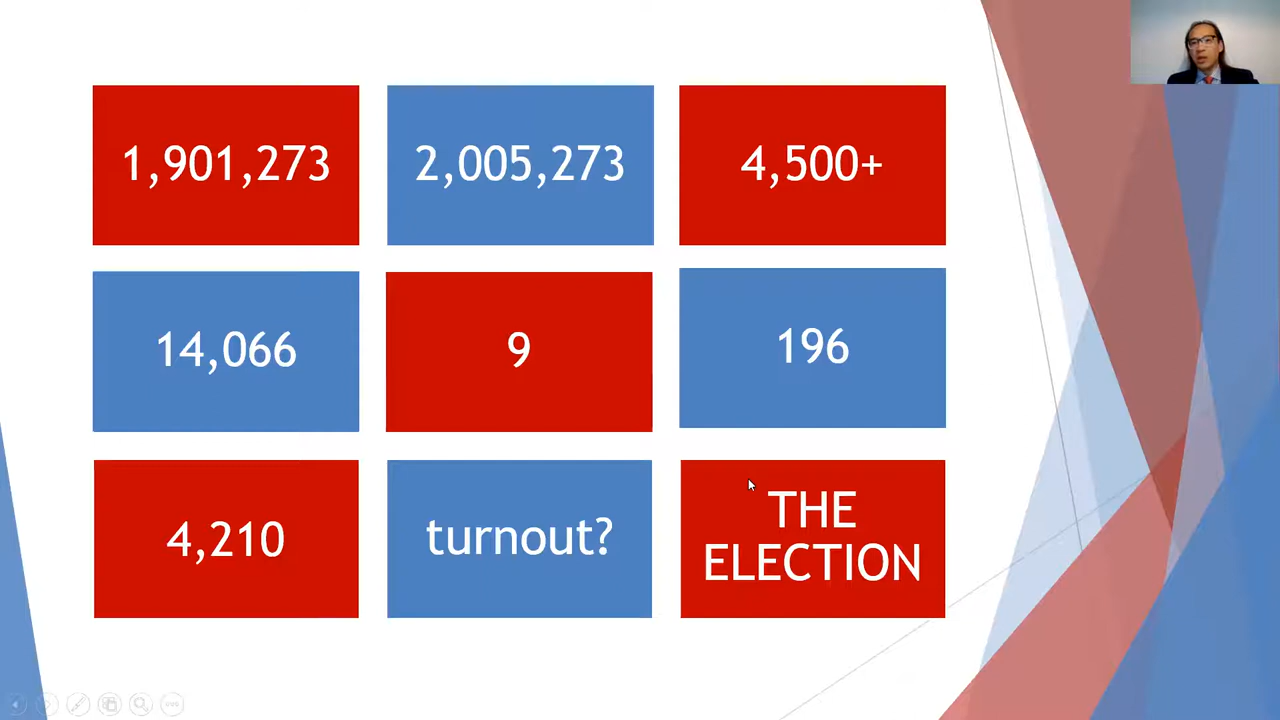 1,901,273
2,005,273
4,500+
14,066
9
196
4,210
turnout?
THE
ELECTION